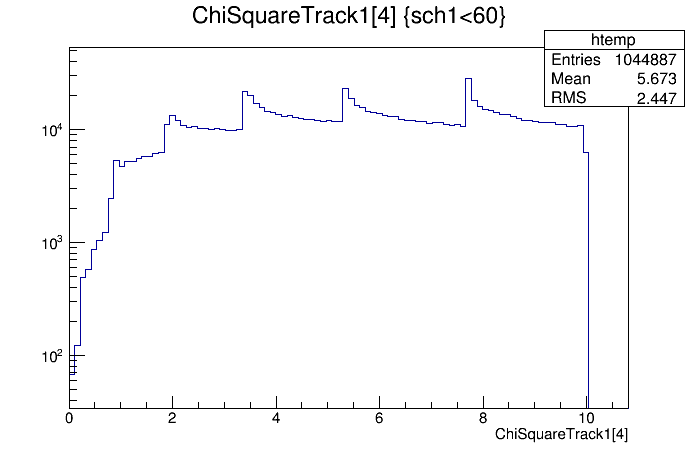 ChiSquareTrack1[4] {sch1<60}
htemp
Entries 1044887
Mean 5.673
RMS 2.447
10^4
10^3
10^2
0 2 4 6 8 10
ChiSquareTrack1[4]